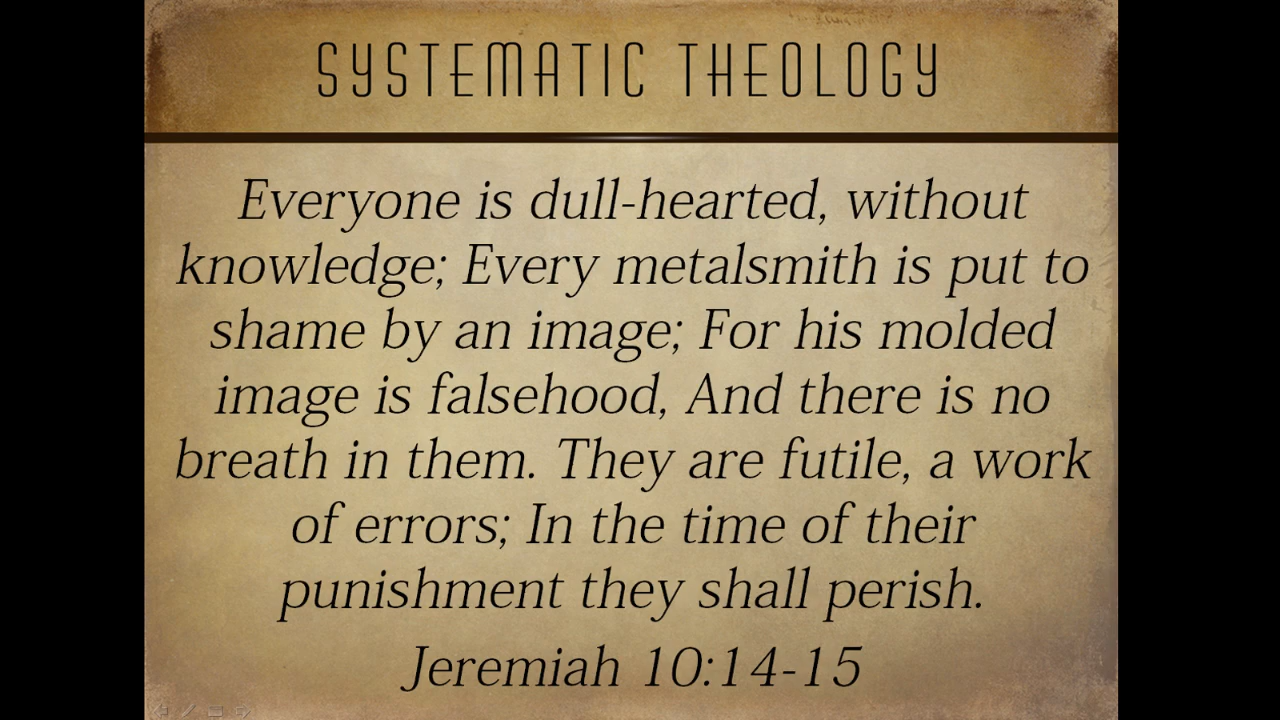 SYSTEMATIC THEOLOGY
Everyone is dull-hearted, without
knowledge; Every metalsmith is put to
shame by an image; For his molded
image is falsehood, And there is no
breath in them. They are futile, a work
of errors; In the time of their
punishment they shall perish.
Jeremiah 10:14-15